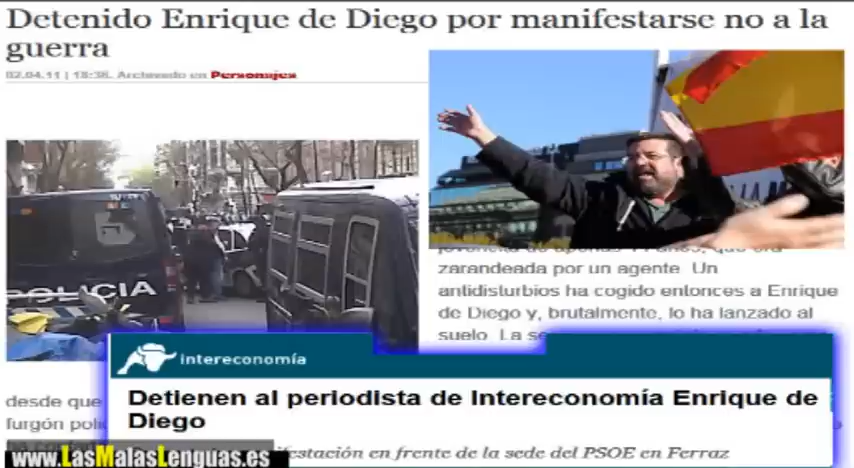 Detenido Enrique de Diego por manifestarse no a la
guerra
02.04.11 | 18:36. Archivado en Personajes
POLICIA
zarandeada por un agente. Un
antidisturbios ha cogido entonces a Enrique
de Diego y, brutalmente, lo ha lanzado al
suelo. La
intereconomía
Detienen al periodista de Intereconomía Enrique de
Diego
desde que
furgón
en frente de la sede del PSOE en Ferraz
www.LasMalasLenguas.es